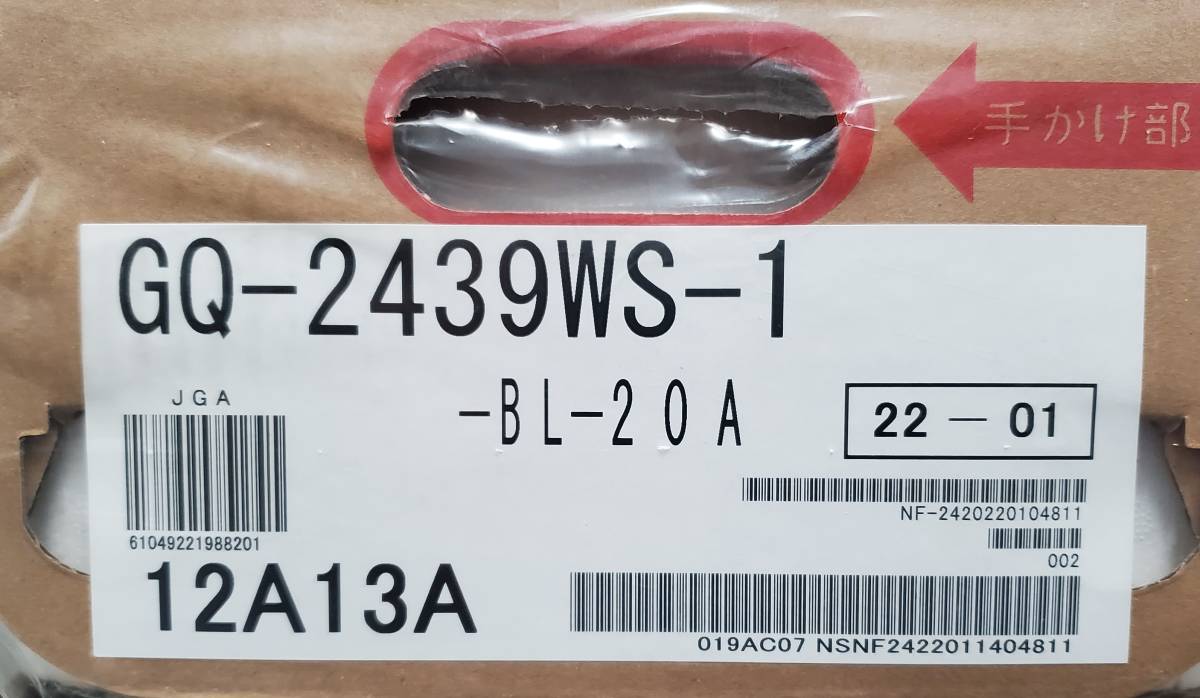 手かけ部
GQ-2439WS-1
-BL-20A
22-01
JGA
61049221988201
NF-2420220104811
002
12A13A
019AC07 NSNF2422011404811